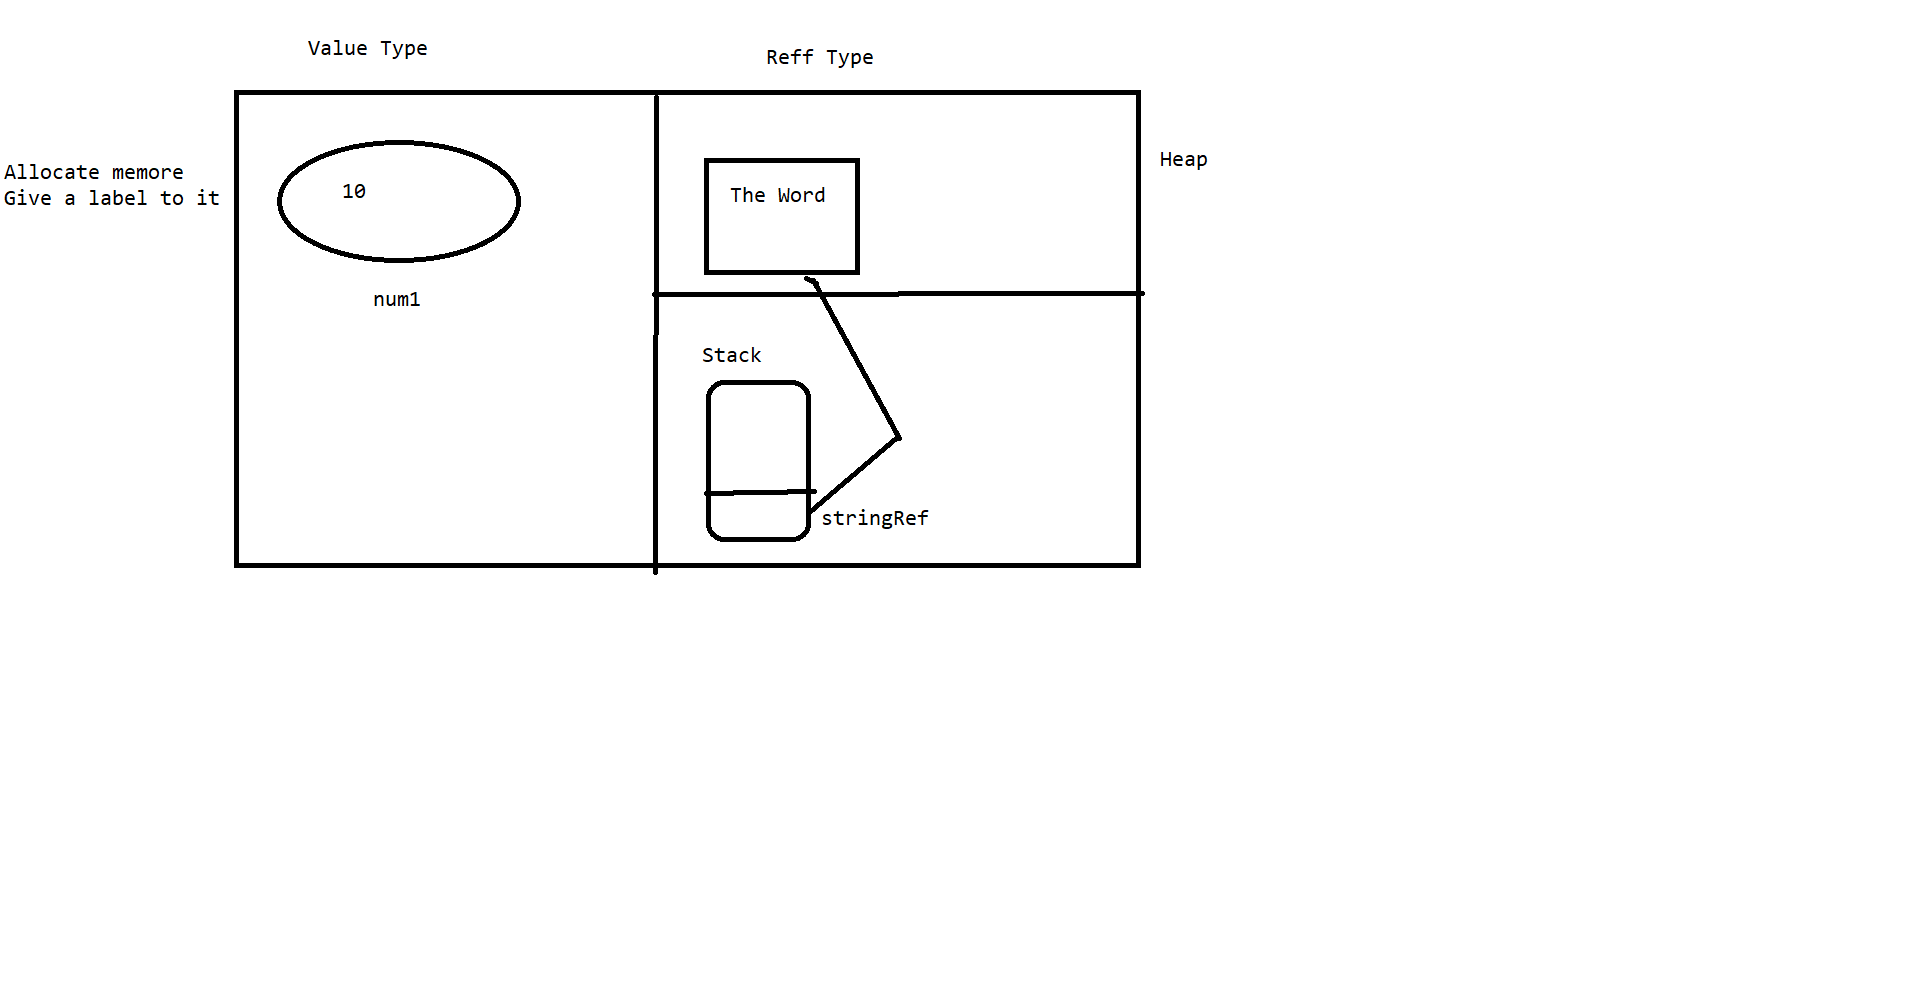 Value Type
Reff Type
Allocate memore
Give a label to it
10
num1
The Word
Heap
Stack
stringRef